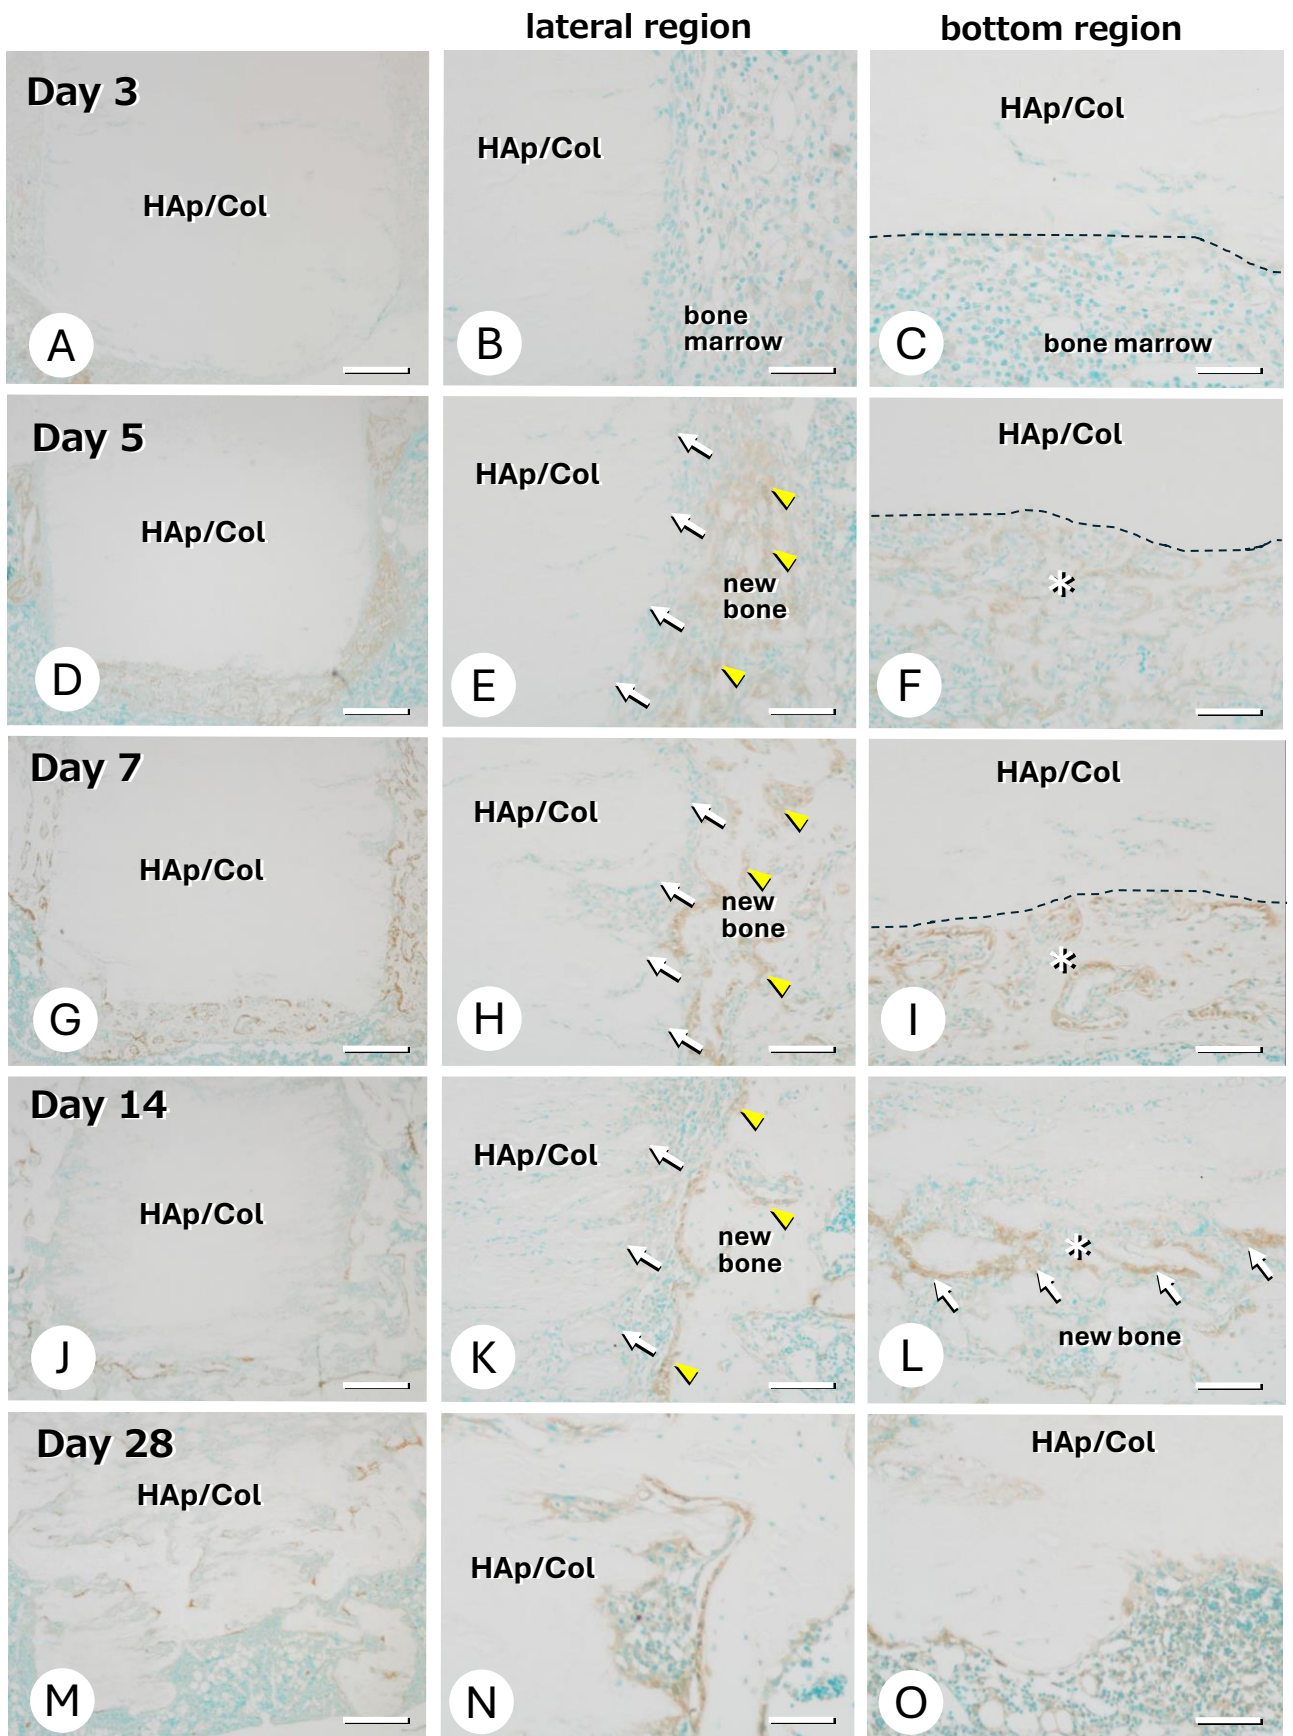 lateral region
bottom region
Day 3
HAp/Col
A
HAp/Col
bone
marrow
B
HAp/Col
bone marrow
C
Day 5
HAp/Col
D
HAp/Col
new
bone
E
HAp/Col
*
F
Day 7
HAp/Col
G
HAp/Col
new
bone
H
HAp/Col
*
I
Day 14
HAp/Col
J
HAp/Col
new
bone
K
*
new bone
L
Day 28
HAp/Col
M
HAp/Col
N
HAp/Col
O